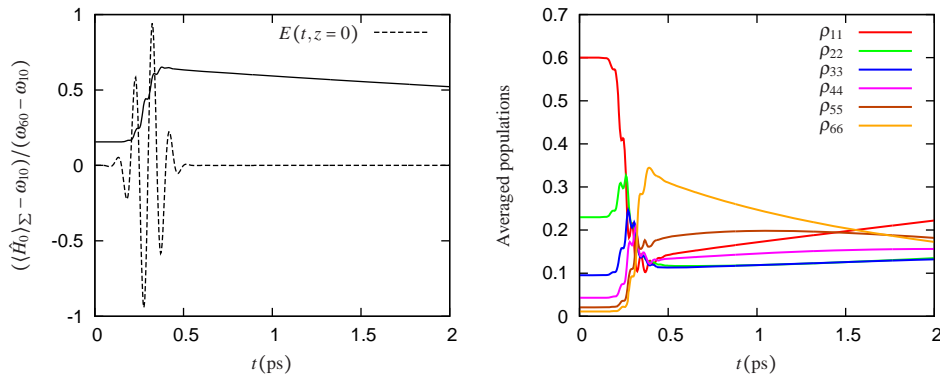 1
0.5
0
-0.5
-1
0
0.5
1
1.5
2
t(ps)
(⟨Ĥ₀⟩_Σ − ω₁₀)/(ω₆₀ − ω₁₀)
E(t,z=0)
0.7
0.6
0.5
0.4
0.3
0.2
0.1
0
0
0.5
1
1.5
2
t(ps)
Averaged populations
ρ₁₁
ρ₂₂
ρ₃₃
ρ₄₄
ρ₅₅
ρ₆₆